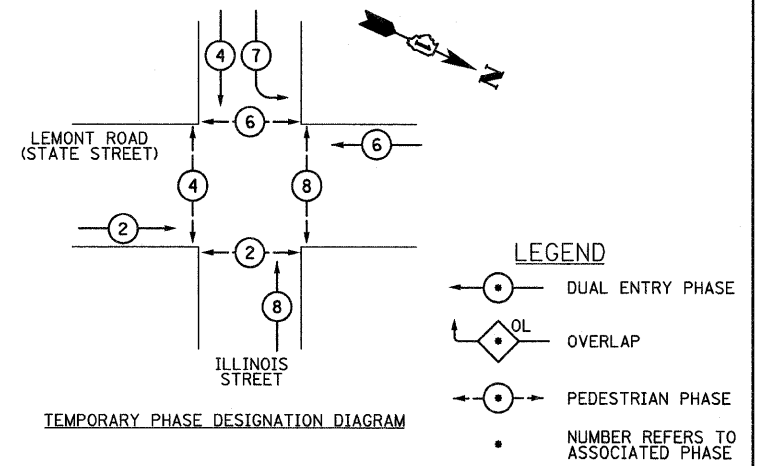 4 7
N
6
LEMONT ROAD
(STATE STREET)
6
4 8
2
2
8
ILLINOIS
STREET
TEMPORARY PHASE DESIGNATION DIAGRAM
LEGEND
DUAL ENTRY PHASE
OL
OVERLAP
PEDESTRIAN PHASE
NUMBER REFERS TO
ASSOCIATED PHASE